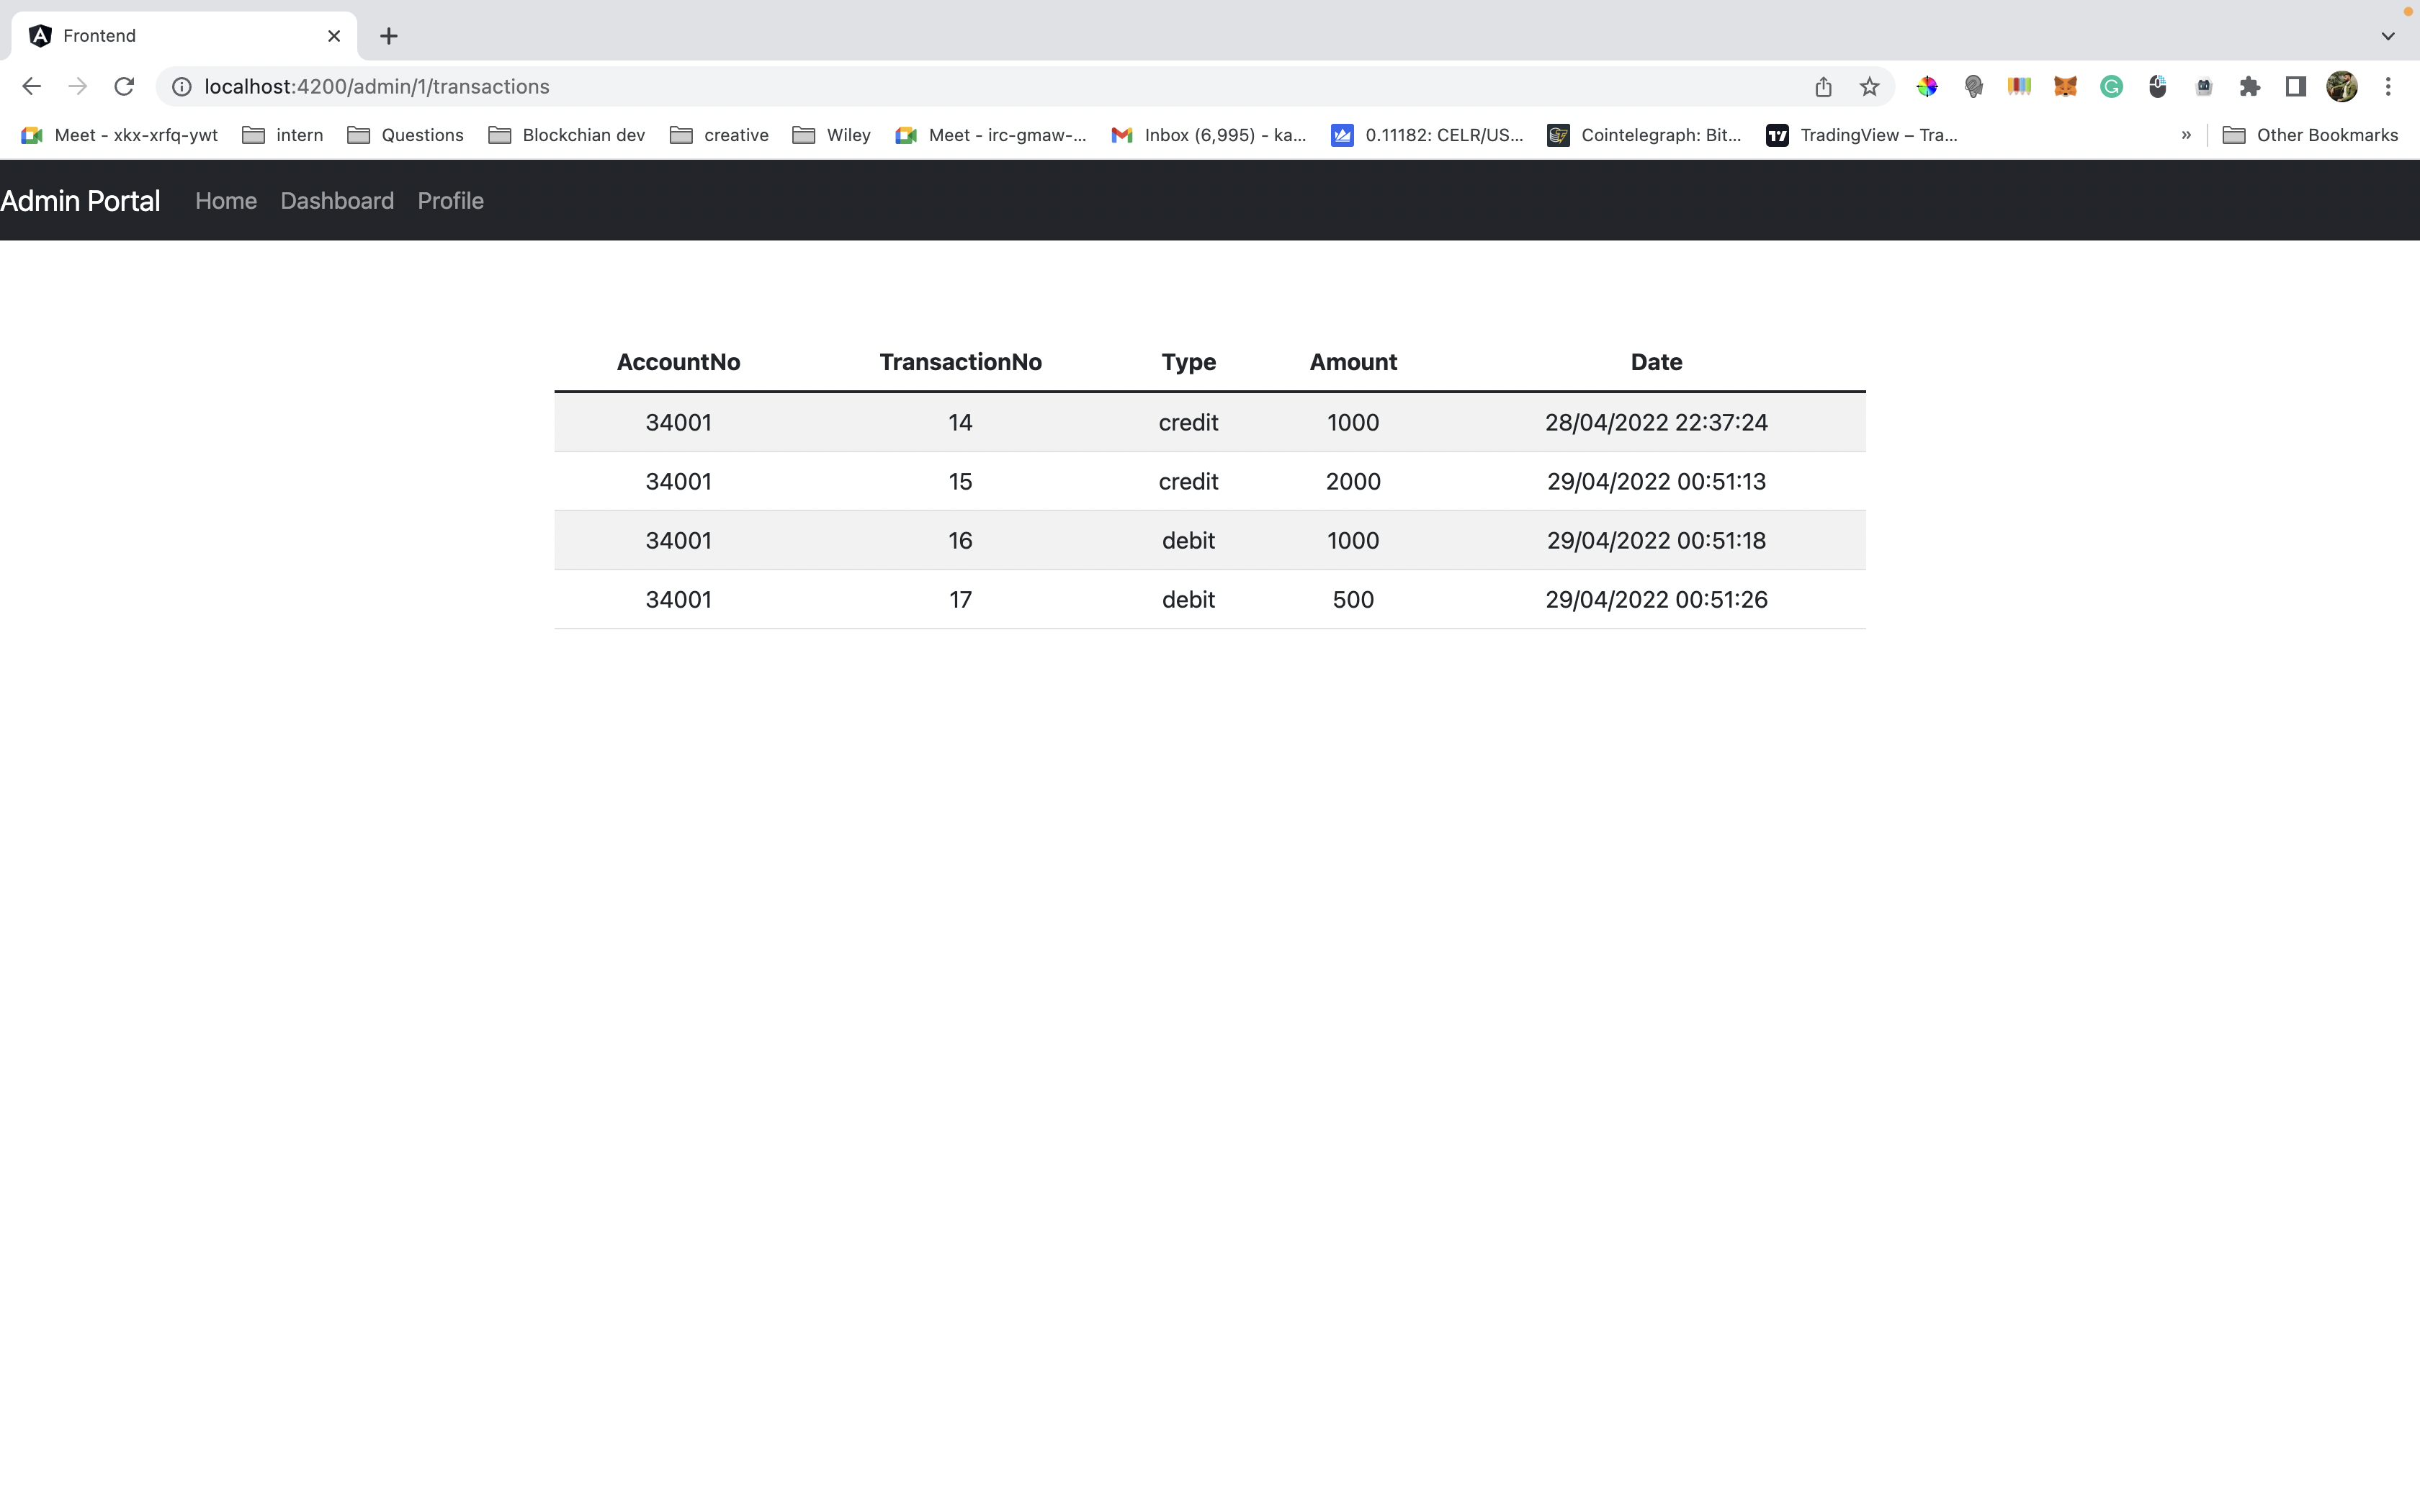 Frontend
localhost:4200/admin/1/transactions
Meet - xkx-xrfq-ywt intern Questions Blockchian dev creative Wiley Meet - irc-gmaw-... Inbox (6,995) - ka... 0.11182: CELR/US... Cointelegraph: Bit... TradingView – Tra... » Other Bookmarks
Admin Portal Home Dashboard Profile
AccountNo TransactionNo Type Amount Date
34001 14 credit 1000 28/04/2022 22:37:24
34001 15 credit 2000 29/04/2022 00:51:13
34001 16 debit 1000 29/04/2022 00:51:18
34001 17 debit 500 29/04/2022 00:51:26